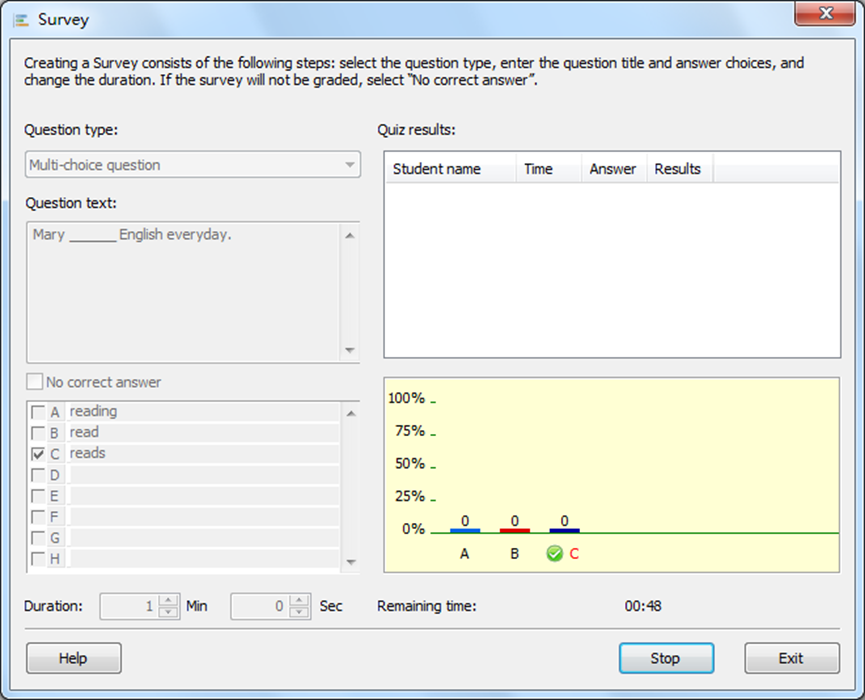 Survey
Creating a Survey consists of the following steps: select the question type, enter the question title and answer choices, and
change the duration. If the survey will not be graded, select “No correct answer”.
Question type:
Multi-choice question
Question text:
Mary ______ English everyday.
No correct answer
A reading
B read
C reads
D
E
F
G
H
Quiz results:
Student name Time Answer Results
100%
75%
50%
25%
0%
0 0 0
A B C
Duration: 1 Min 0 Sec
Remaining time: 00:48
Help Stop Exit